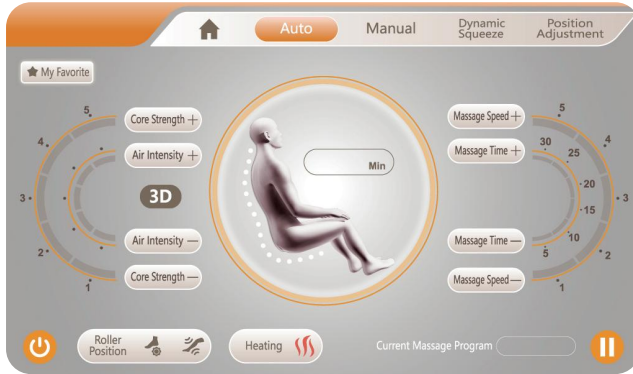 Auto
Manual
Dynamic
Squeeze
Position
Adjustment
My Favorite
5
Core Strength +
Massage Speed +
5
4
Air Intensity +
Massage Time +
30
25
4
3
3D
Min
20
3
15
2
Air Intensity —
Massage Time —
10
5
2
1
Core Strength —
Massage Speed —
1
Roller
Position
Heating
Current Massage Program